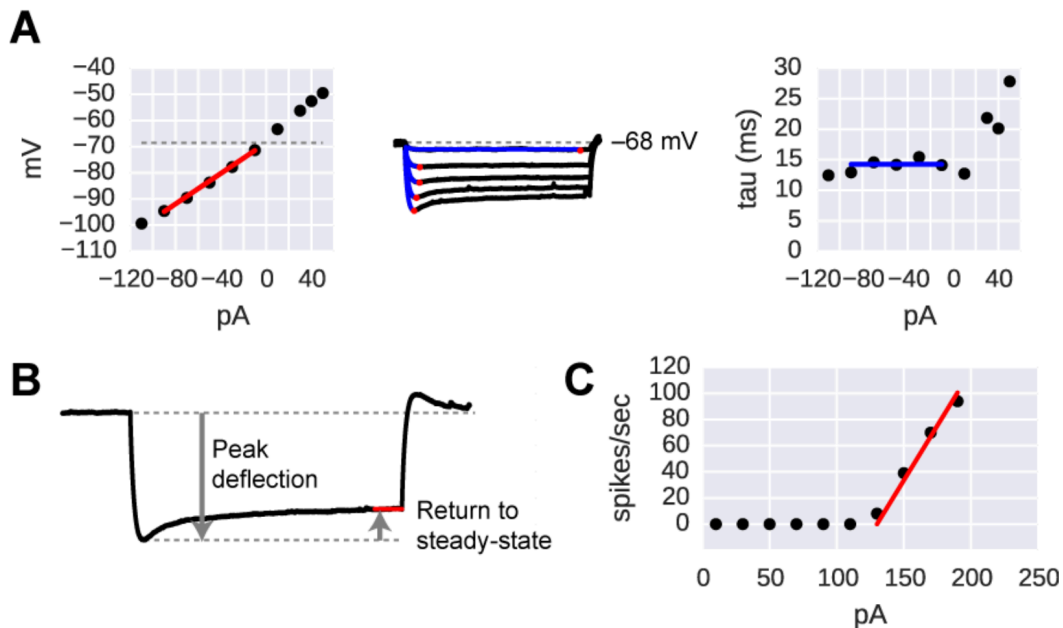 A
−40
−50
−60
−70
−80
−90
−100
−110
mV
−120 −80 −40 0 40
pA
−68 mV
30
25
20
15
10
5
0
tau (ms)
−120 −80 −40 0 40
pA
B
Peak
deflection
Return to
steady-state
C
120
100
80
60
40
20
0
spikes/sec
0 50 100 150 200 250
pA